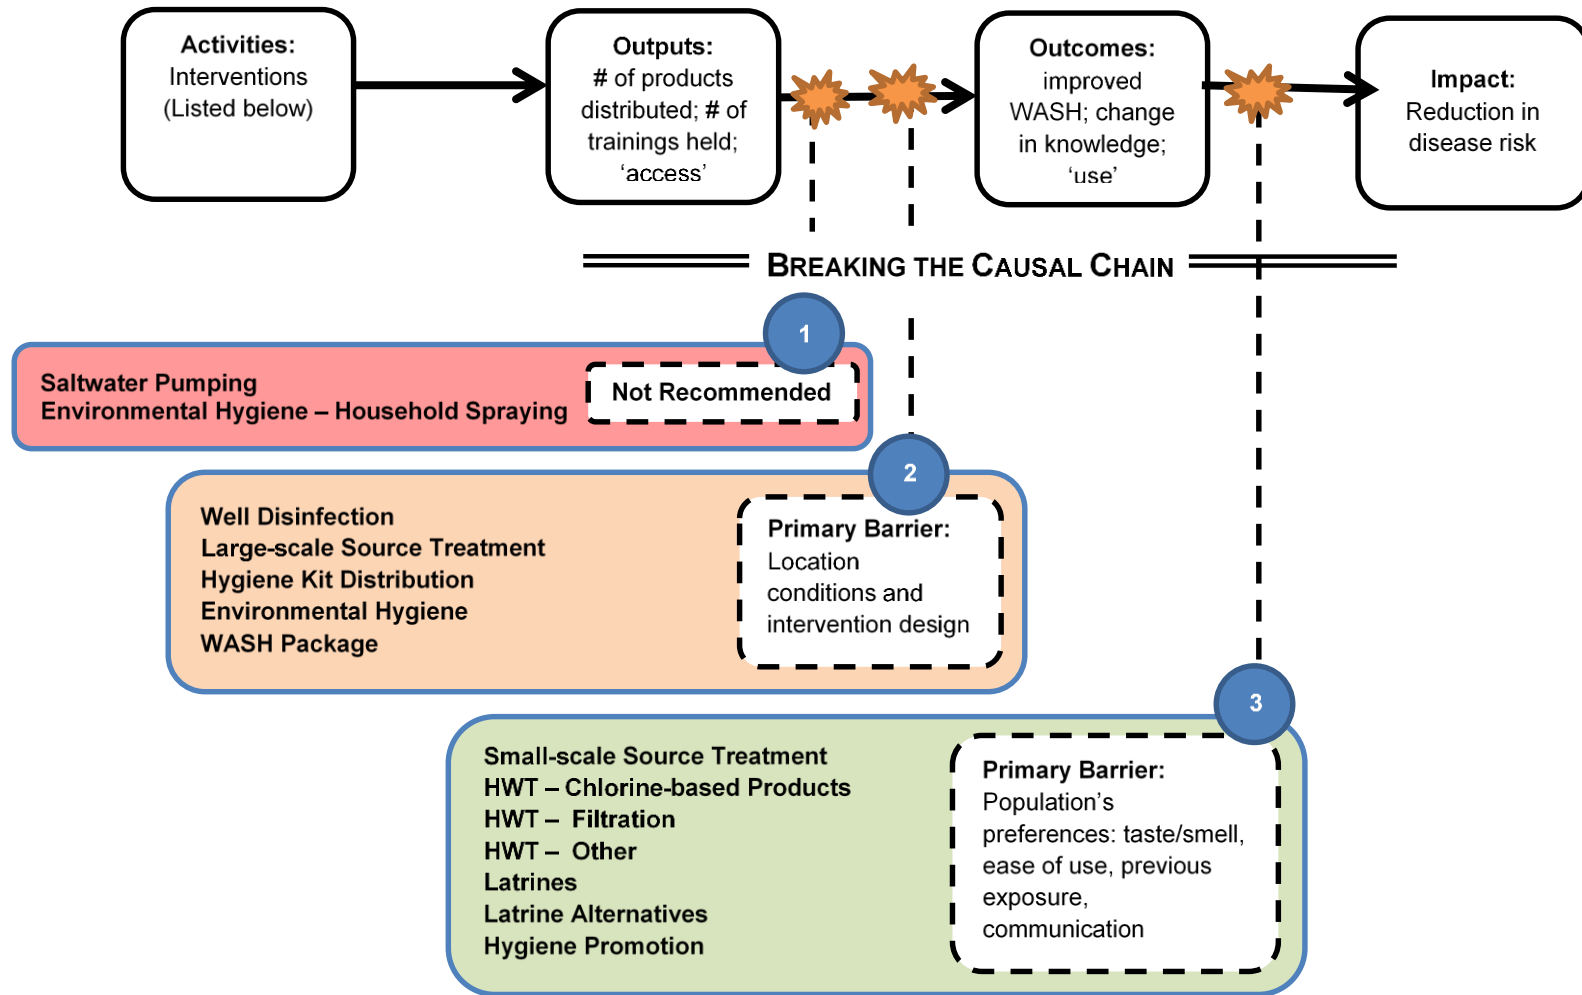 Activities:
Interventions
(Listed below)
Outputs:
# of products
distributed; # of
trainings held;
‘access’
Outcomes:
improved
WASH; change
in knowledge;
‘use’
Impact:
Reduction in
disease risk
BREAKING THE CAUSAL CHAIN
1
Saltwater Pumping
Environmental Hygiene – Household Spraying
Not Recommended
2
Well Disinfection
Large-scale Source Treatment
Hygiene Kit Distribution
Environmental Hygiene
WASH Package
Primary Barrier:
Location
conditions and
intervention design
3
Small-scale Source Treatment
HWT – Chlorine-based Products
HWT – Filtration
HWT – Other
Latrines
Latrine Alternatives
Hygiene Promotion
Primary Barrier:
Population’s
preferences: taste/smell,
ease of use, previous
exposure,
communication